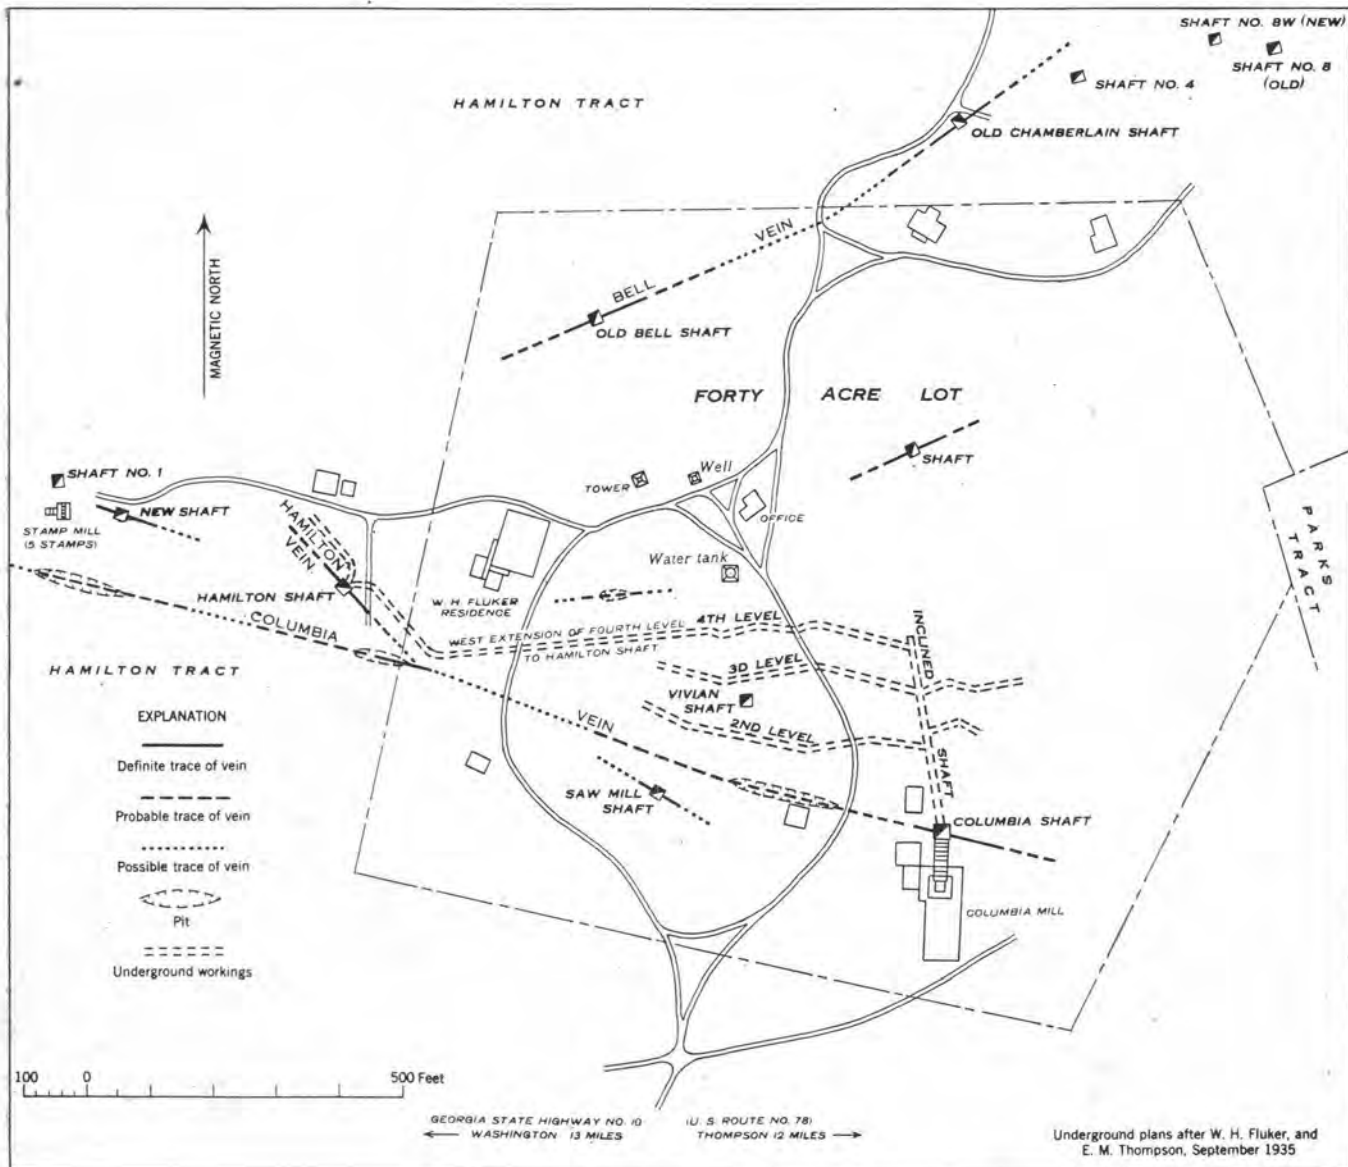 SHAFT NO. 8W (NEW)
SHAFT NO. 8
(OLD)
SHAFT NO. 4
HAMILTON TRACT
OLD CHAMBERLAIN SHAFT
MAGNETIC NORTH
BELL VEIN
OLD BELL SHAFT
FORTY ACRE LOT
SHAFT
SHAFT NO. 1
NEW SHAFT
STAMP MILL
(5 STAMPS)
HAMILTON
VEIN
HAMILTON SHAFT
TOWER
Well
OFFICE
Water tank
W. H. FLUKER
RESIDENCE
PARKS
TRACT
COLUMBIA VEIN
WEST EXTENSION OF FOURTH LEVEL
TO HAMILTON SHAFT
4TH LEVEL
3D LEVEL
2ND LEVEL
INCLINED SHAFT
VIVIAN
SHAFT
SAW MILL
SHAFT
COLUMBIA SHAFT
COLUMBIA MILL
HAMILTON TRACT
EXPLANATION
Definite trace of vein
Probable trace of vein
Possible trace of vein
Pit
Underground workings
100 0 500 Feet
GEORGIA STATE HIGHWAY NO. 10 (U. S. ROUTE NO. 78)
WASHINGTON 13 MILES THOMPSON 12 MILES
Underground plans after W. H. Fluker, and
E. M. Thompson, September 1935